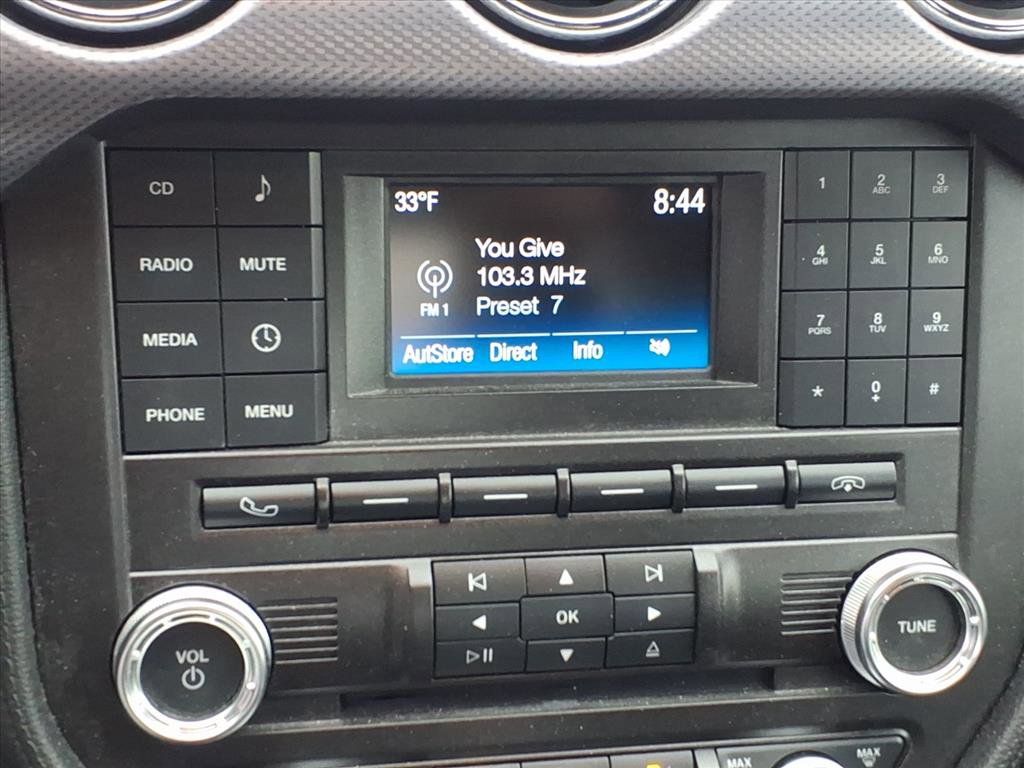 33°F 8:44
You Give
103.3 MHz
FM 1 Preset 7
AutStore Direct Info
CD
RADIO MUTE
MEDIA
PHONE MENU
1 2 ABC 3 DEF
4 GHI 5 JKL 6 MNO
7 PQRS 8 TUV 9 WXYZ
* 0 + #
OK
VOL
TUNE
MAX MAX